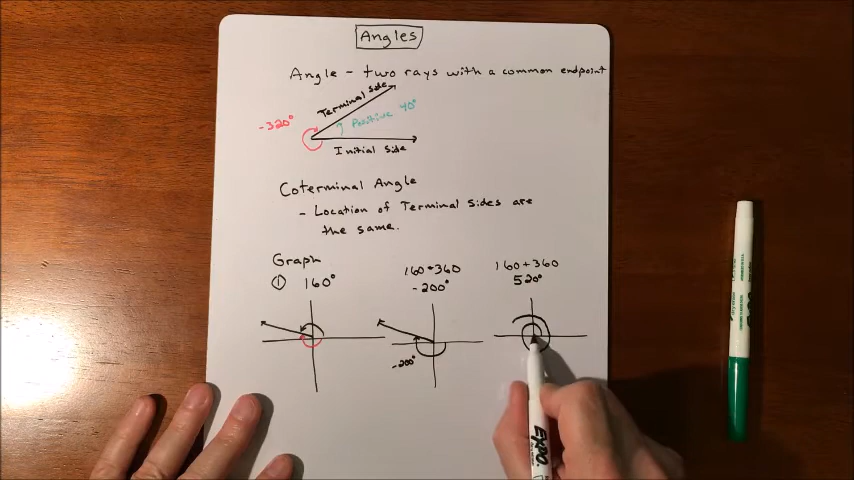 Angles
Angle - two rays with a common endpoint
Terminal side
Positive 40°
-320°
Initial side
Coterminal Angle
- Location of Terminal sides are
the same.
Graph
① 160°
160-360
-200°
160+360
520°
-200°
EXPO